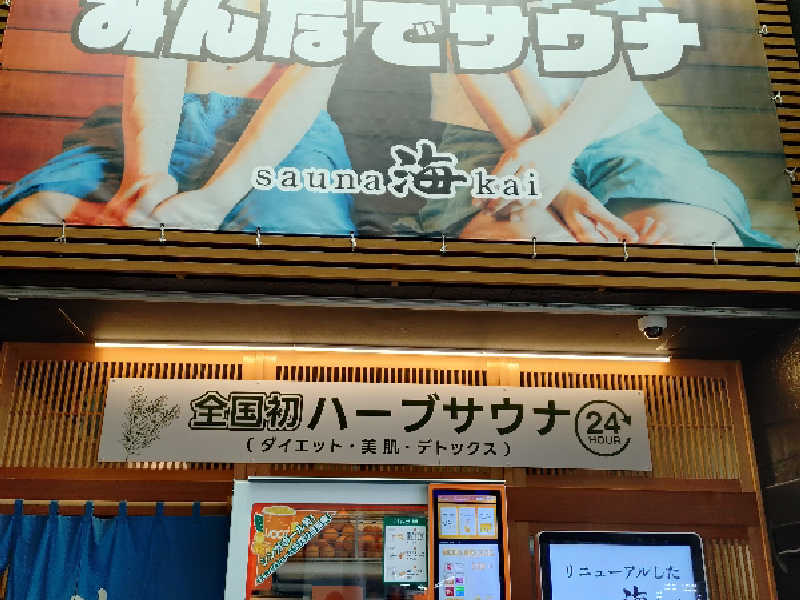 みんなでサウナ
sauna海kai
全国初ハーブサウナ
24 HOUR
(ダイエット・美肌・デトックス)
リニューアルした
海